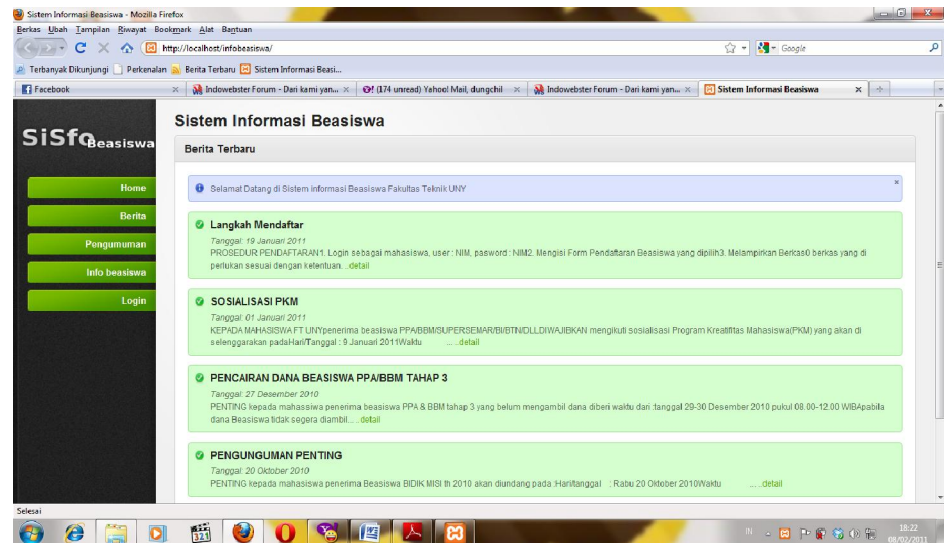 Sistem Informasi Beasiswa - Mozilla Firefox
Berkas Ubah Tampilan Riwayat Bookmark Alat Bantuan
http://localhost/infobeasiswa/
Google
Terbanyak Dikunjungi Perkenalan Berita Terbaru Sistem Informasi Beasi...
Facebook Indowebster Forum - Dari kami yan... (174 unread) Yahoo! Mail, dungchil Indowebster Forum - Dari kami yan... Sistem Informasi Beasiswa
SiSfo Beasiswa
Home
Berita
Pengumuman
Info beasiswa
Login
Sistem Informasi Beasiswa
Berita Terbaru
Selamat Datang di Sistem informasi Beasiswa Fakultas Teknik UNY
Langkah Mendaftar
Tanggal: 19 Januari 2011
PROSEDUR PENDAFTARAN1. Login sebagai mahasiswa, user : NIM, pasword : NIM2. Mengisi Form Pendaftaran Beasiswa yang dipilih3. Melampirkan Berkas0 berkas yang di
perlukan sesuai dengan ketentuan. ..detail
SOSIALISASI PKM
Tanggal: 01 Januari 2011
KEPADA MAHASISWA FT UNYpenerima beasiswa PPA/BBM/SUPERSEMAR/BI/BTN/DLLDIWAJIBKAN mengikuti sosialisasi Program Kreatifitas Mahasiswa(PKM) yang akan di
selenggarakan padaHari/Tanggal : 9 Januari 2011Waktu ... ..detail
PENCAIRAN DANA BEASISWA PPA/BBM TAHAP 3
Tanggal: 27 Desember 2010
PENTING kepada mahassiwa penerima beasiswa PPA & BBM tahap 3 yang belum mengambil dana diberi waktu dari :tanggal 29-30 Desember 2010 pukul 08.00-12.00 WIBApabila
dana Beasiswa tidak segera diambil... ..detail
PENGUNGUMAN PENTING
Tanggal: 20 Oktober 2010
PENTING kepada mahasiswa penerima Beasiswa BIDIK MISI th 2010 akan diundang pada :Hari/tanggal : Rabu 20 Oktober 2010Waktu ... ..detail
Selesai
321
IN
18:22
08/02/2011